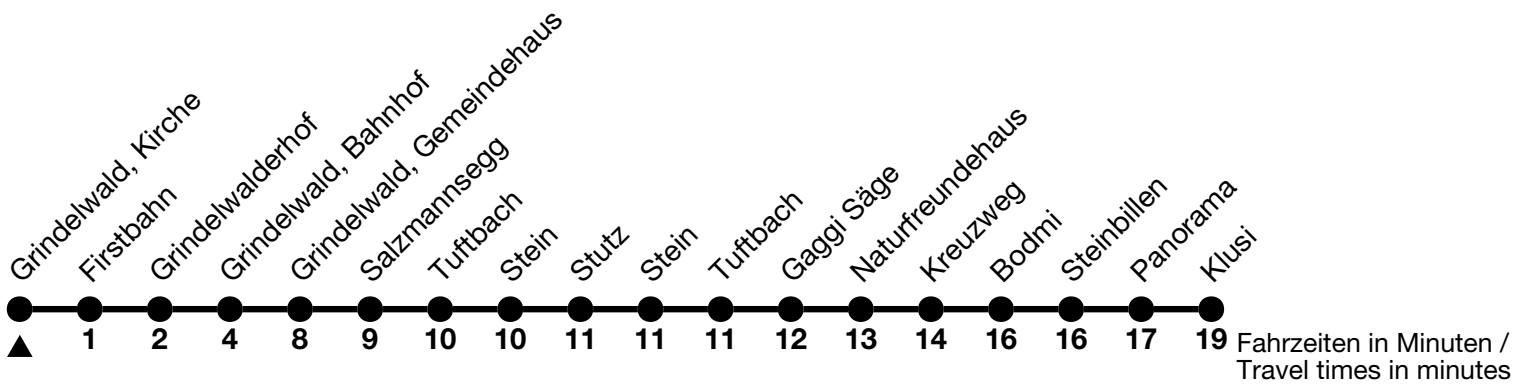 Grindelwald, Kirche
Firstbahn
Grindelwalderhof
Grindelwald, Bahnhof
Grindelwald, Gemeindehaus
Salzmannsegg
Tuftbach
Stein
Stutz
Stein
Tuftbach
Gaggi Säge
Naturfreundehaus
Kreuzweg
Bodmi
Steinbillen
Panorama
Klusi
1 2 4 8 9 10 10 11 11 11 12 13 14 16 16 17 19
Fahrzeiten in Minuten /
Travel times in minutes